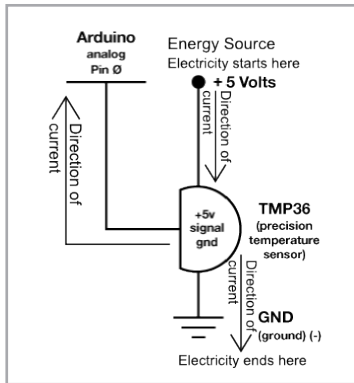 Arduino
analog
Pin Ø
Energy Source
Electricity starts here
+ 5 Volts
Direction of
current
Direction of
current
+5v
signal
gnd
TMP36
(precision
temperature
sensor)
Direction of
current
GND
(ground) (-)
Electricity ends here